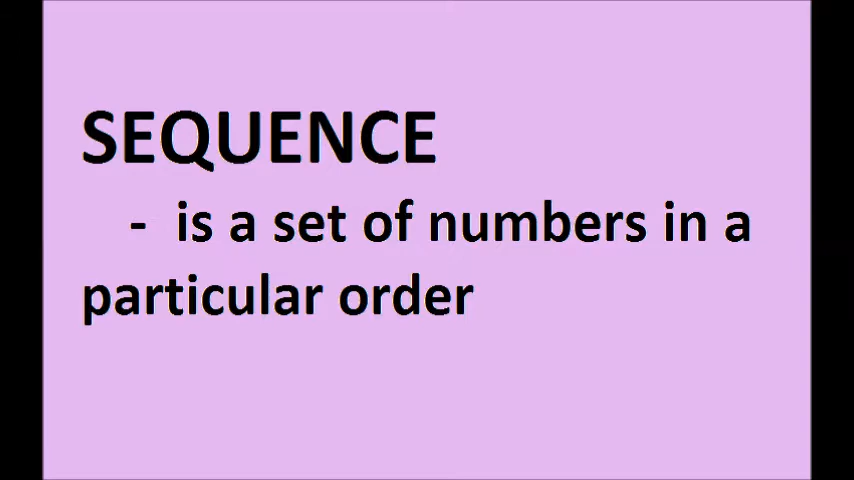 SEQUENCE
- is a set of numbers in a
particular order